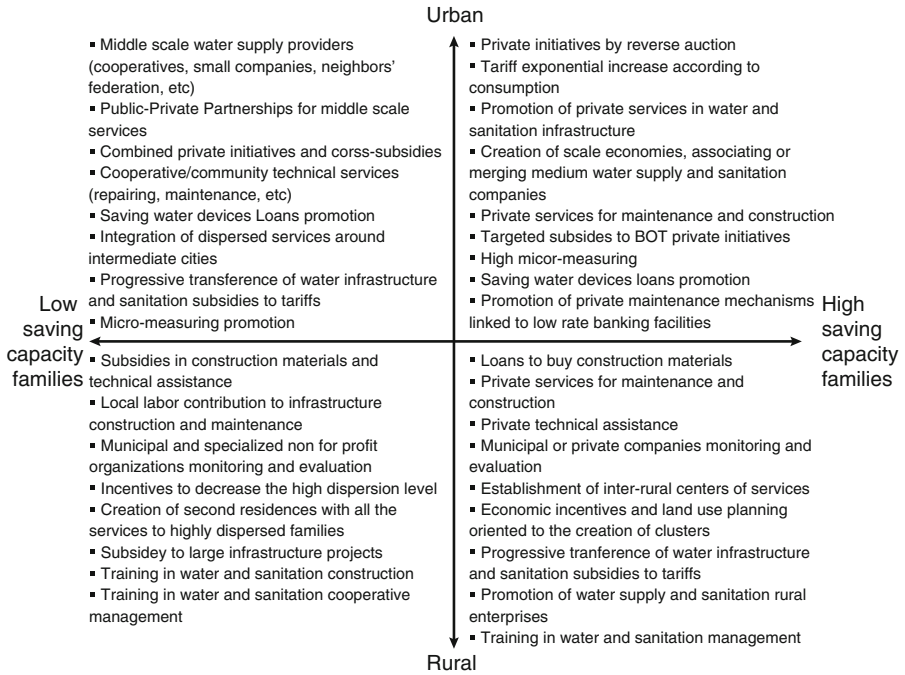 Urban
▪ Middle scale water supply providers
(cooperatives, small companies, neighbors'
federation, etc)
▪ Public-Private Partnerships for middle scale
services
▪ Combined private initiatives and corss-subsidies
▪ Cooperative/community technical services
(repairing, maintenance, etc)
▪ Saving water devices Loans promotion
▪ Integration of dispersed services around
intermediate cities
▪ Progressive transference of water infrastructure
and sanitation subsidies to tariffs
▪ Micro-measuring promotion
▪ Private initiatives by reverse auction
▪ Tariff exponential increase according to
consumption
▪ Promotion of private services in water and
sanitation infrastructure
▪ Creation of scale economies, associating or
merging medium water supply and sanitation
companies
▪ Private services for maintenance and construction
▪ Targeted subsides to BOT private initiatives
▪ High micor-measuring
▪ Saving water devices loans promotion
▪ Promotion of private maintenance mechanisms
linked to low rate banking facilities
Low
saving
capacity
families
High
saving
capacity
families
▪ Subsidies in construction materials and
technical assistance
▪ Local labor contribution to infrastructure
construction and maintenance
▪ Municipal and specialized non for profit
organizations monitoring and evaluation
▪ Incentives to decrease the high dispersion level
▪ Creation of second residences with all the
services to highly dispersed families
▪ Subsidey to large infrastructure projects
▪ Training in water and sanitation construction
▪ Training in water and sanitation cooperative
management
▪ Loans to buy construction materials
▪ Private services for maintenance and
construction
▪ Private technical assistance
▪ Municipal or private companies monitoring and
evaluation
▪ Establishment of inter-rural centers of services
▪ Economic incentives and land use planning
oriented to the creation of clusters
▪ Progressive tranference of water infrastructure
and sanitation subsidies to tariffs
▪ Promotion of water supply and sanitation rural
enterprises
▪ Training in water and sanitation management
Rural